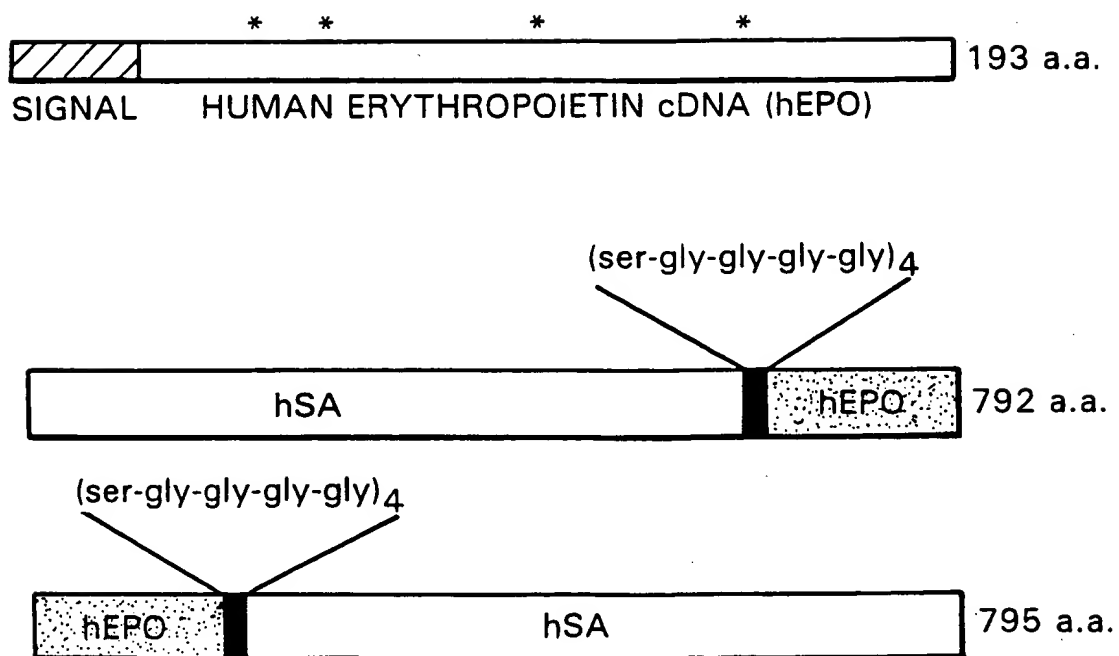 * * * *
193 a.a.
SIGNAL HUMAN ERYTHROPOIETIN cDNA (hEPO)
(ser-gly-gly-gly-gly)4
hSA hEPO 792 a.a.
(ser-gly-gly-gly-gly)4
hEPO hSA 795 a.a.